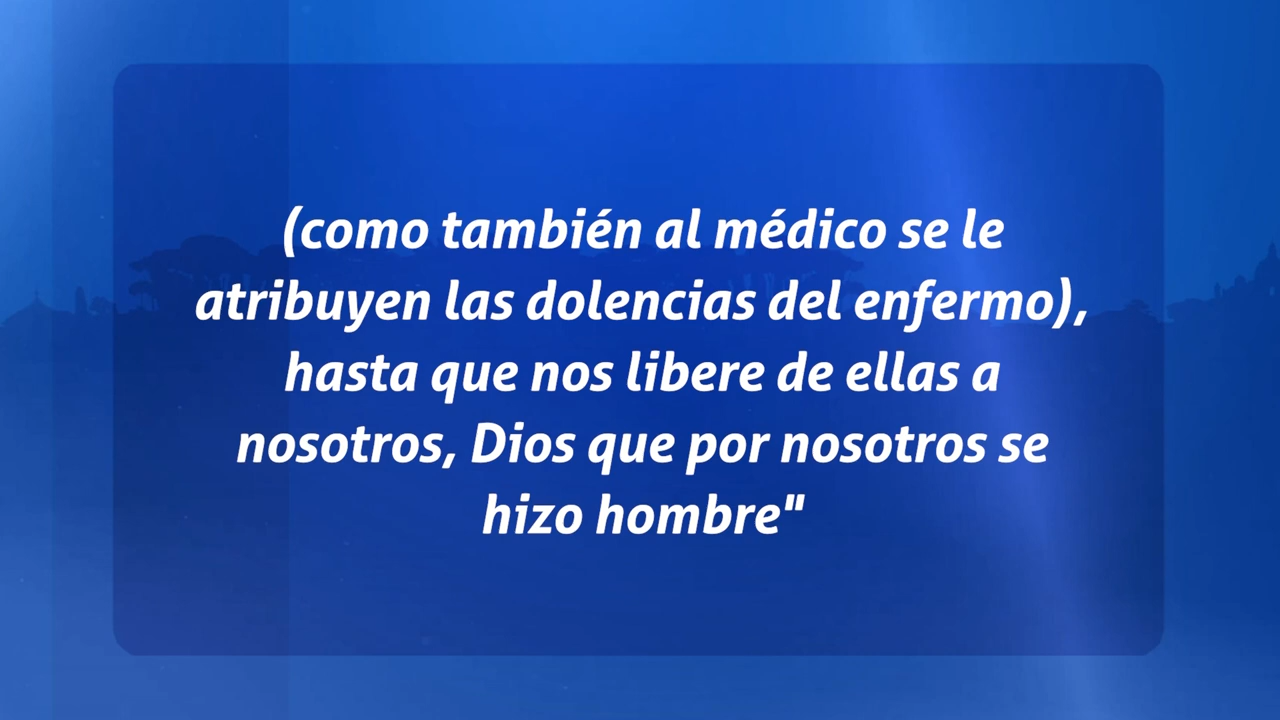 (como también al médico se le
atribuyen las dolencias del enfermo),
hasta que nos libere de ellas a
nosotros, Dios que por nosotros se
hizo hombre"